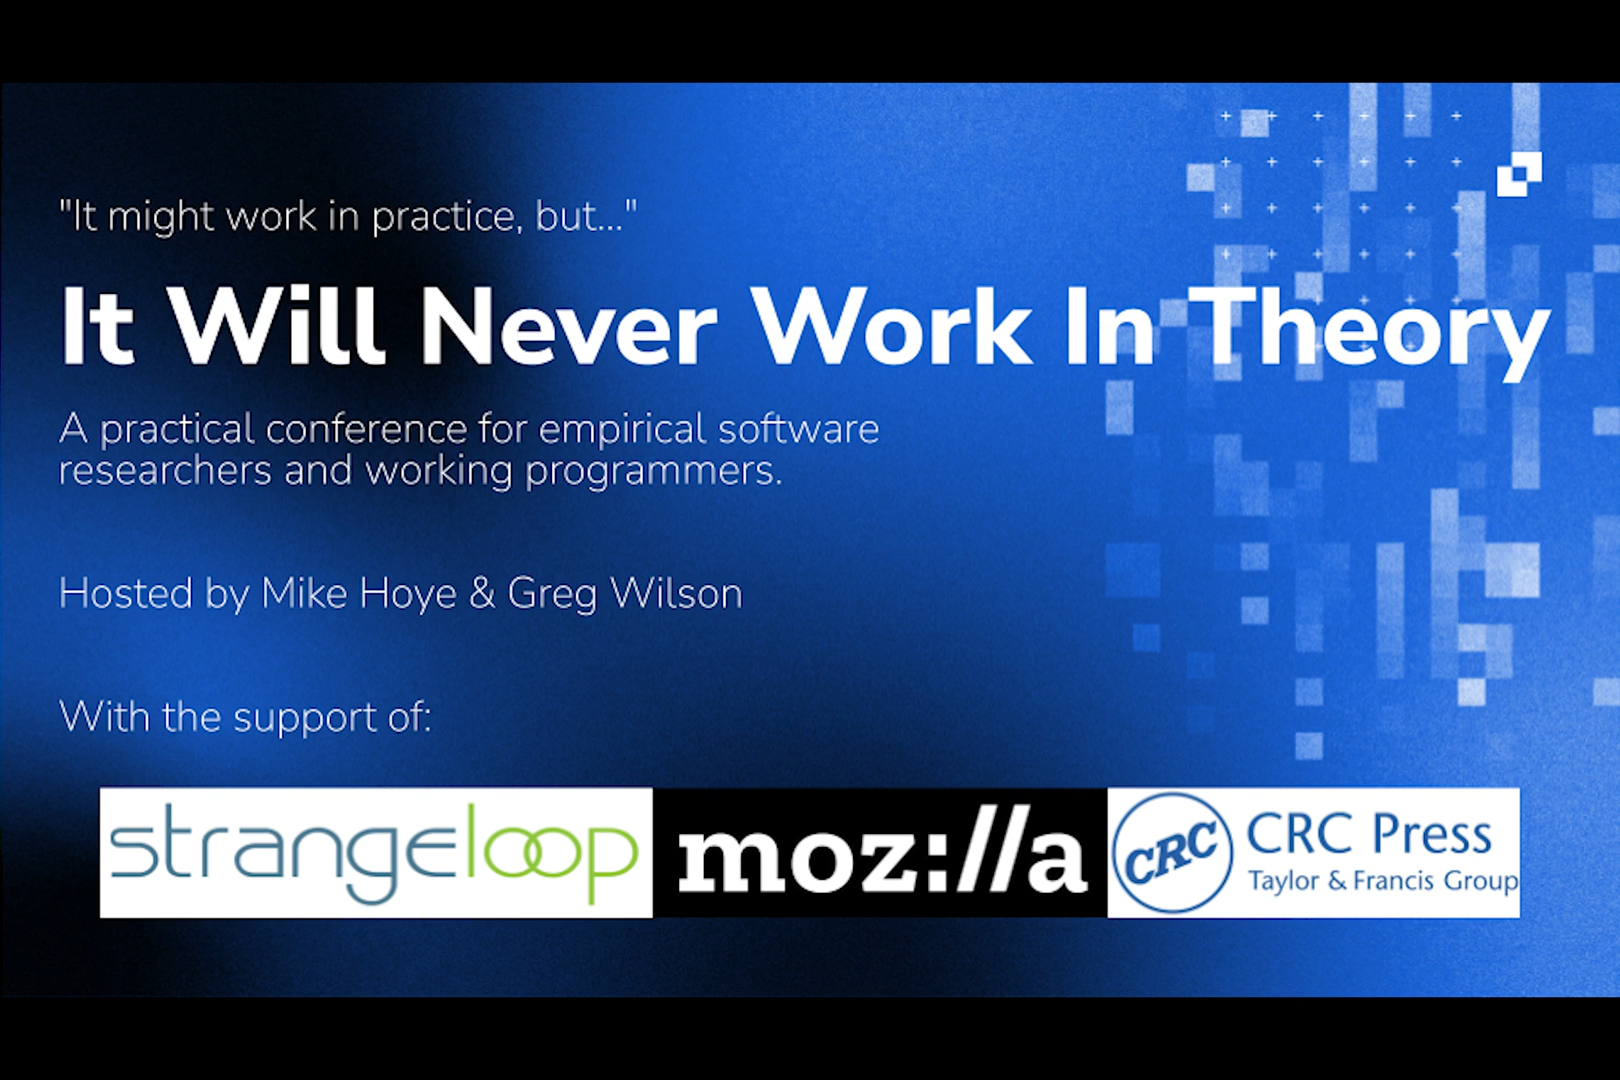 "It might work in practice, but..."
It Will Never Work In Theory
A practical conference for empirical software
researchers and working programmers.
Hosted by Mike Hoye & Greg Wilson
With the support of:
strangeloop
moz://a
CRC
CRC Press
Taylor & Francis Group